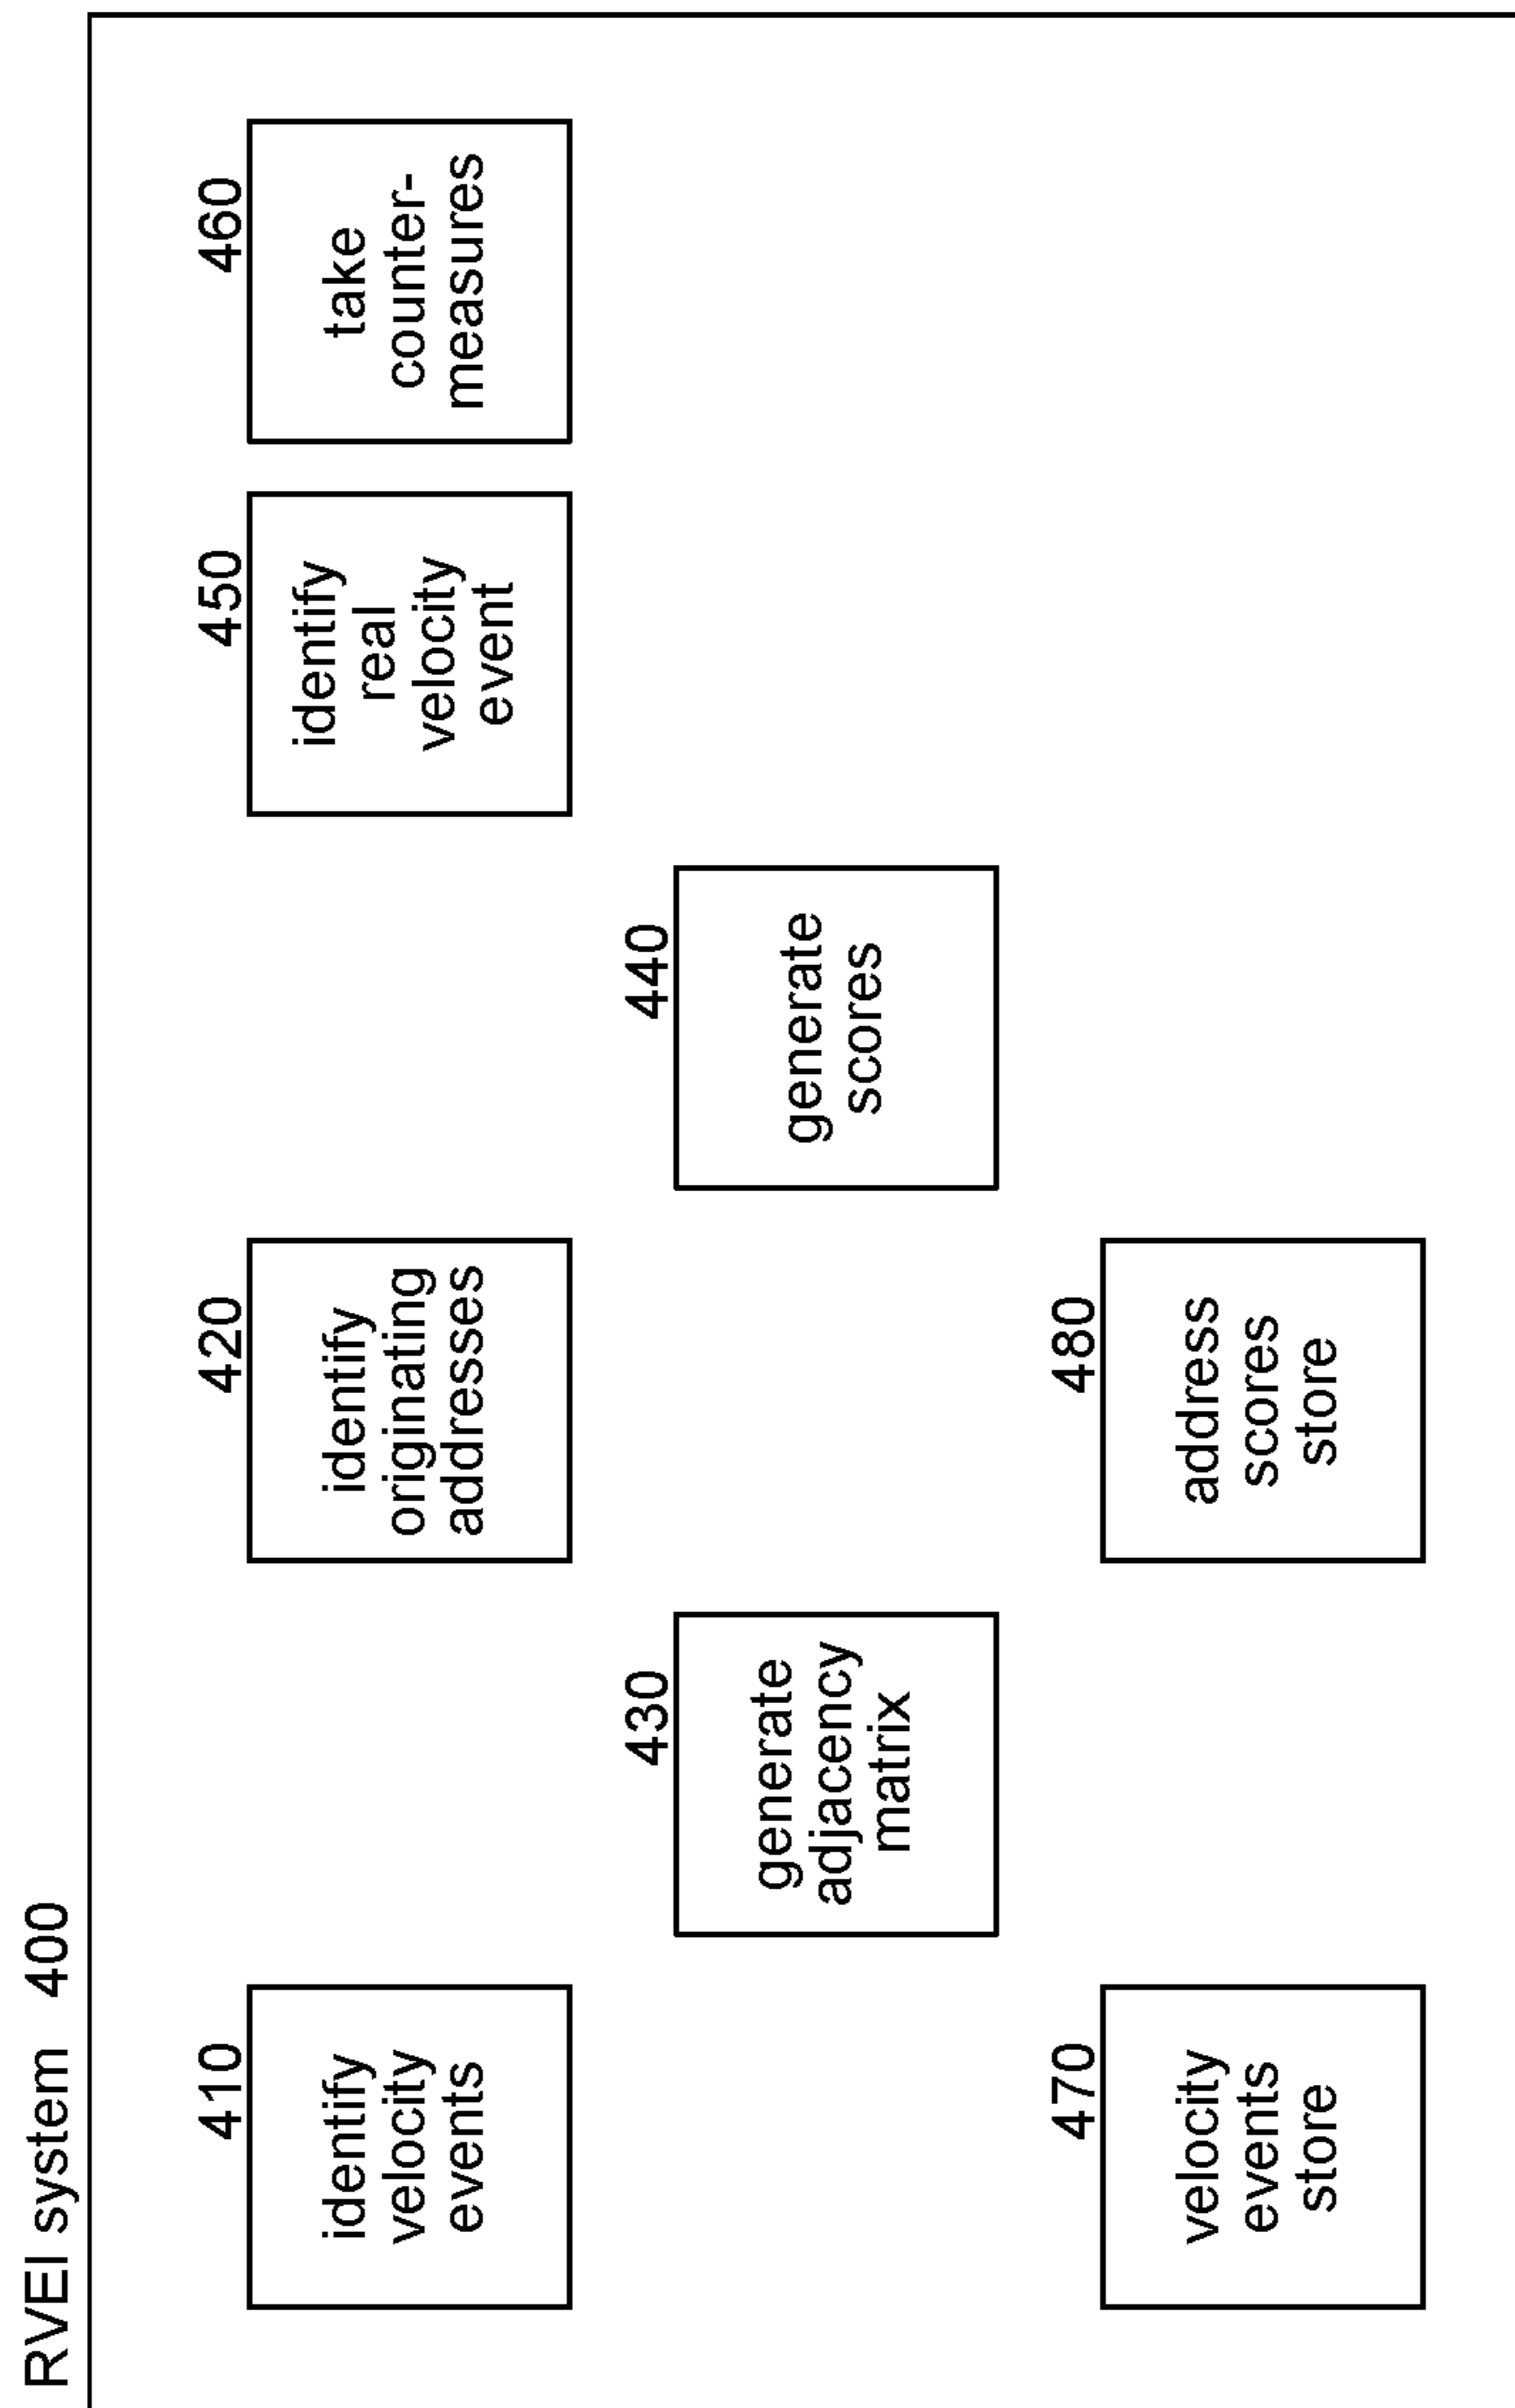 RVEI system 400
410
identify
velocity
events
420
identify
originating
addresses
450
identify
real
velocity
event
460
take
counter-
measures
430
generate
adjacency
matrix
440
generate
scores
470
velocity
events
store
480
address
scores
store